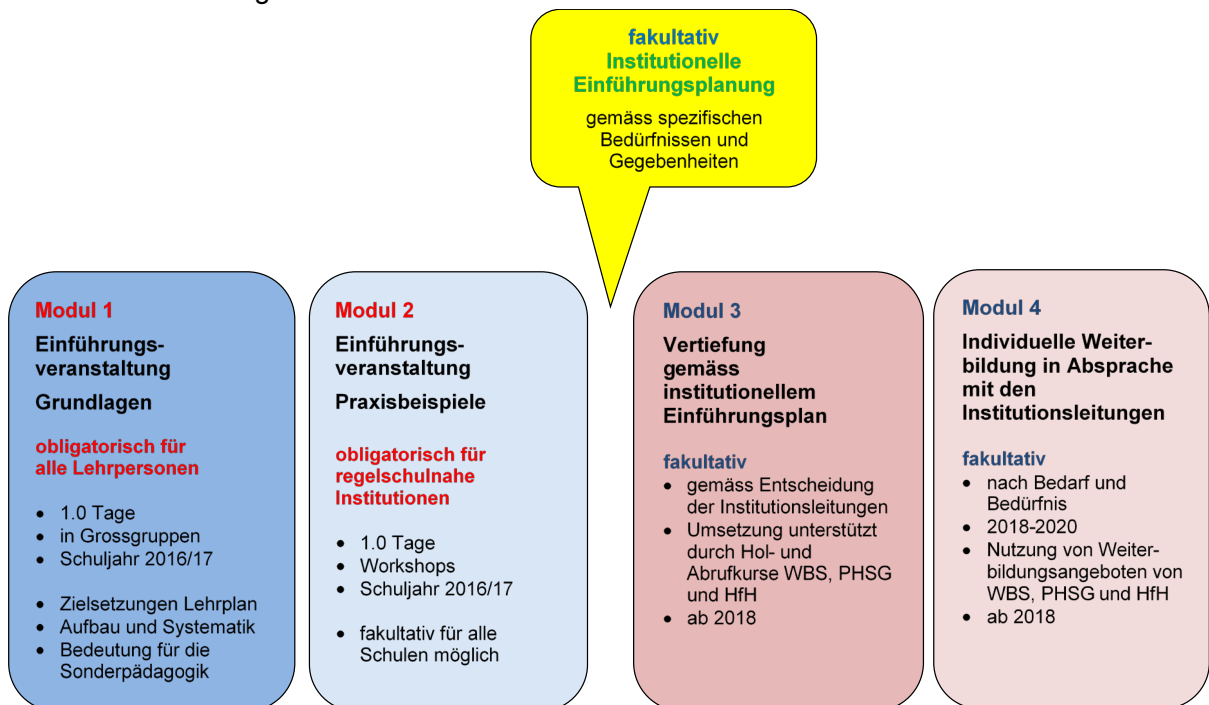 fakultativ
Institutionelle
Einführungsplanung
gemäss spezifischen
Bedürfnissen und
Gegebenheiten
Modul 1
Einführungs-
veranstaltung
Grundlagen
obligatorisch für
alle Lehrpersonen
• 1.0 Tage
• in Grossgruppen
• Schuljahr 2016/17
• Zielsetzungen Lehrplan
• Aufbau und Systematik
• Bedeutung für die
Sonderpädagogik
Modul 2
Einführungs-
veranstaltung
Praxisbeispiele
obligatorisch für
regelschulnahe
Institutionen
• 1.0 Tage
• Workshops
• Schuljahr 2016/17
• fakultativ für alle
Schulen möglich
Modul 3
Vertiefung
gemäss
institutionellem
Einführungsplan
fakultativ
• gemäss Entscheidung
der Institutionsleitungen
• Umsetzung unterstützt
durch Hol- und
Abrufkurse WBS, PHSG
und HfH
• ab 2018
Modul 4
Individuelle Weiter-
bildung in Absprache
mit den
Institutionsleitungen
fakultativ
• nach Bedarf und
Bedürfnis
• 2018-2020
• Nutzung von Weiter-
bildungsangeboten von
WBS, PHSG und HfH
• ab 2018